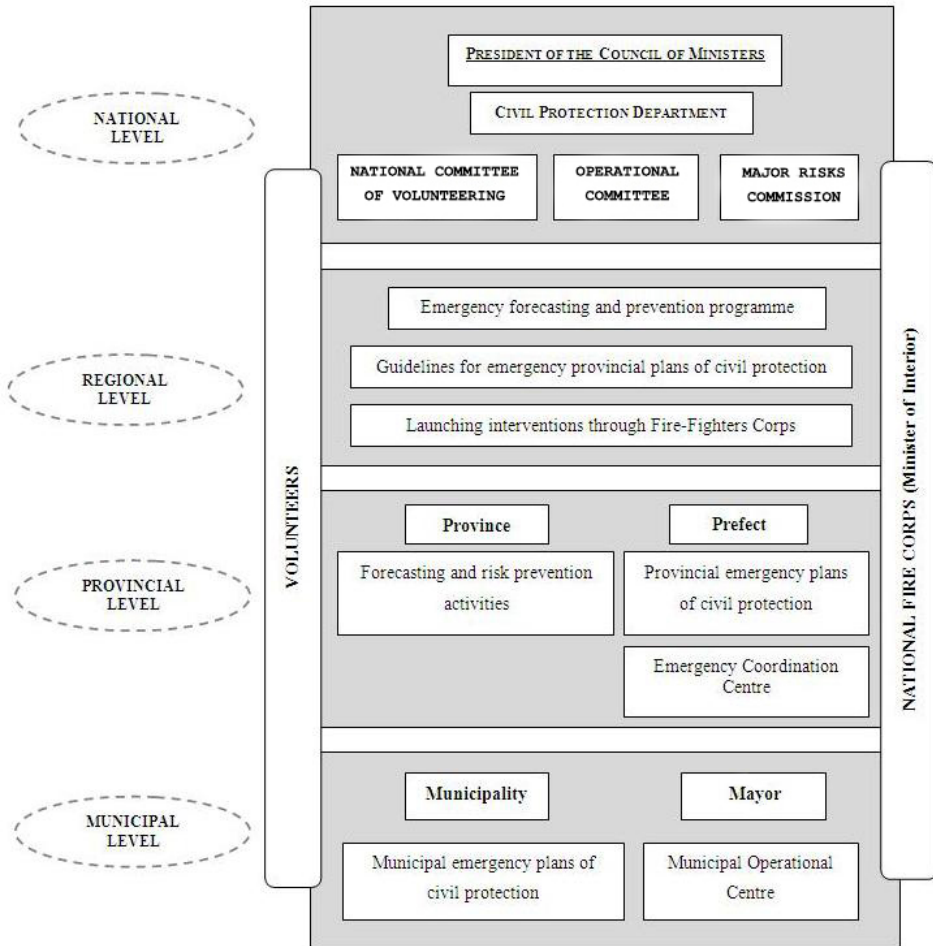 PRESIDENT OF THE COUNCIL OF MINISTERS
CIVIL PROTECTION DEPARTMENT
NATIONAL
LEVEL
NATIONAL COMMITTEE
OF VOLUNTEERING
OPERATIONAL
COMMITTEE
MAJOR RISKS
COMMISSION
VOLUNTEERS
NATIONAL FIRE CORPS (Minister of Interior)
REGIONAL
LEVEL
Emergency forecasting and prevention programme
Guidelines for emergency provincial plans of civil protection
Launching interventions through Fire-Fighters Corps
PROVINCIAL
LEVEL
Province
Forecasting and risk prevention
activities
Prefect
Provincial emergency plans
of civil protection
Emergency Coordination
Centre
MUNICIPAL
LEVEL
Municipality
Municipal emergency plans of
civil protection
Mayor
Municipal Operational
Centre